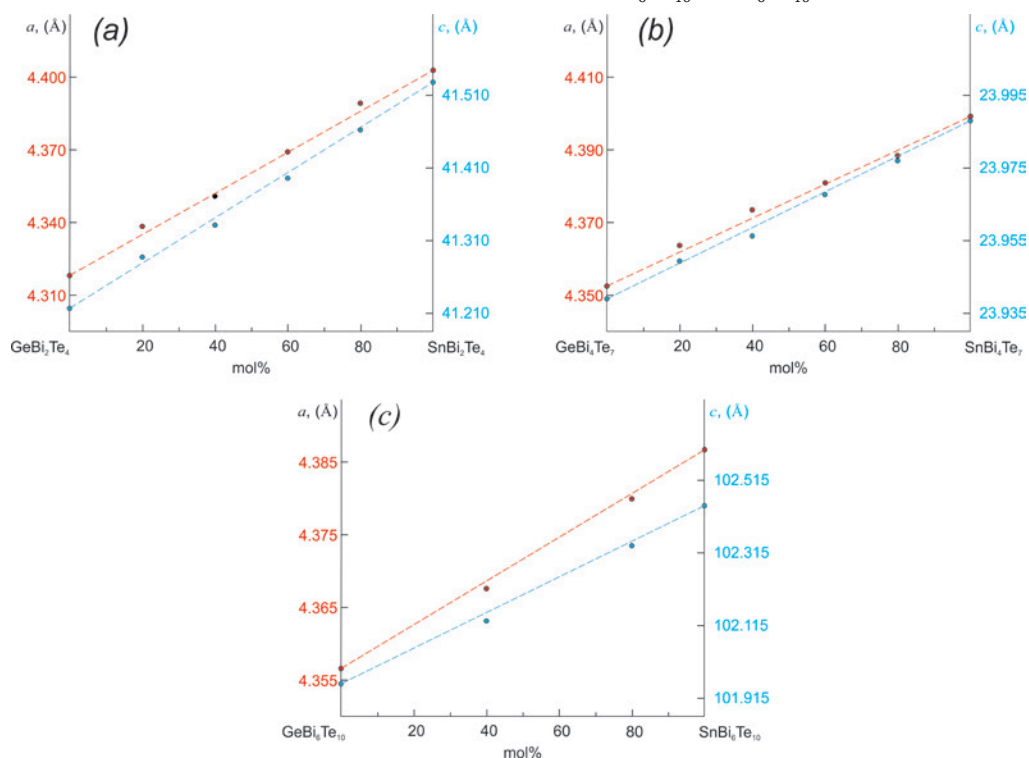 a, (Å) (a) c, (Å)
4.400
4.370
4.340
4.310
41.510
41.410
41.310
41.210
GeBi₂Te₄ 20 40 60 80 SnBi₂Te₄
mol%
a, (Å) (b) c, (Å)
4.410
4.390
4.370
4.350
23.995
23.975
23.955
23.935
GeBi₄Te₇ 20 40 60 80 SnBi₄Te₇
mol%
a, (Å) (c) c, (Å)
4.385
4.375
4.365
4.355
102.515
102.315
102.115
101.915
GeBi₆Te₁₀ 20 40 60 80 SnBi₆Te₁₀
mol%